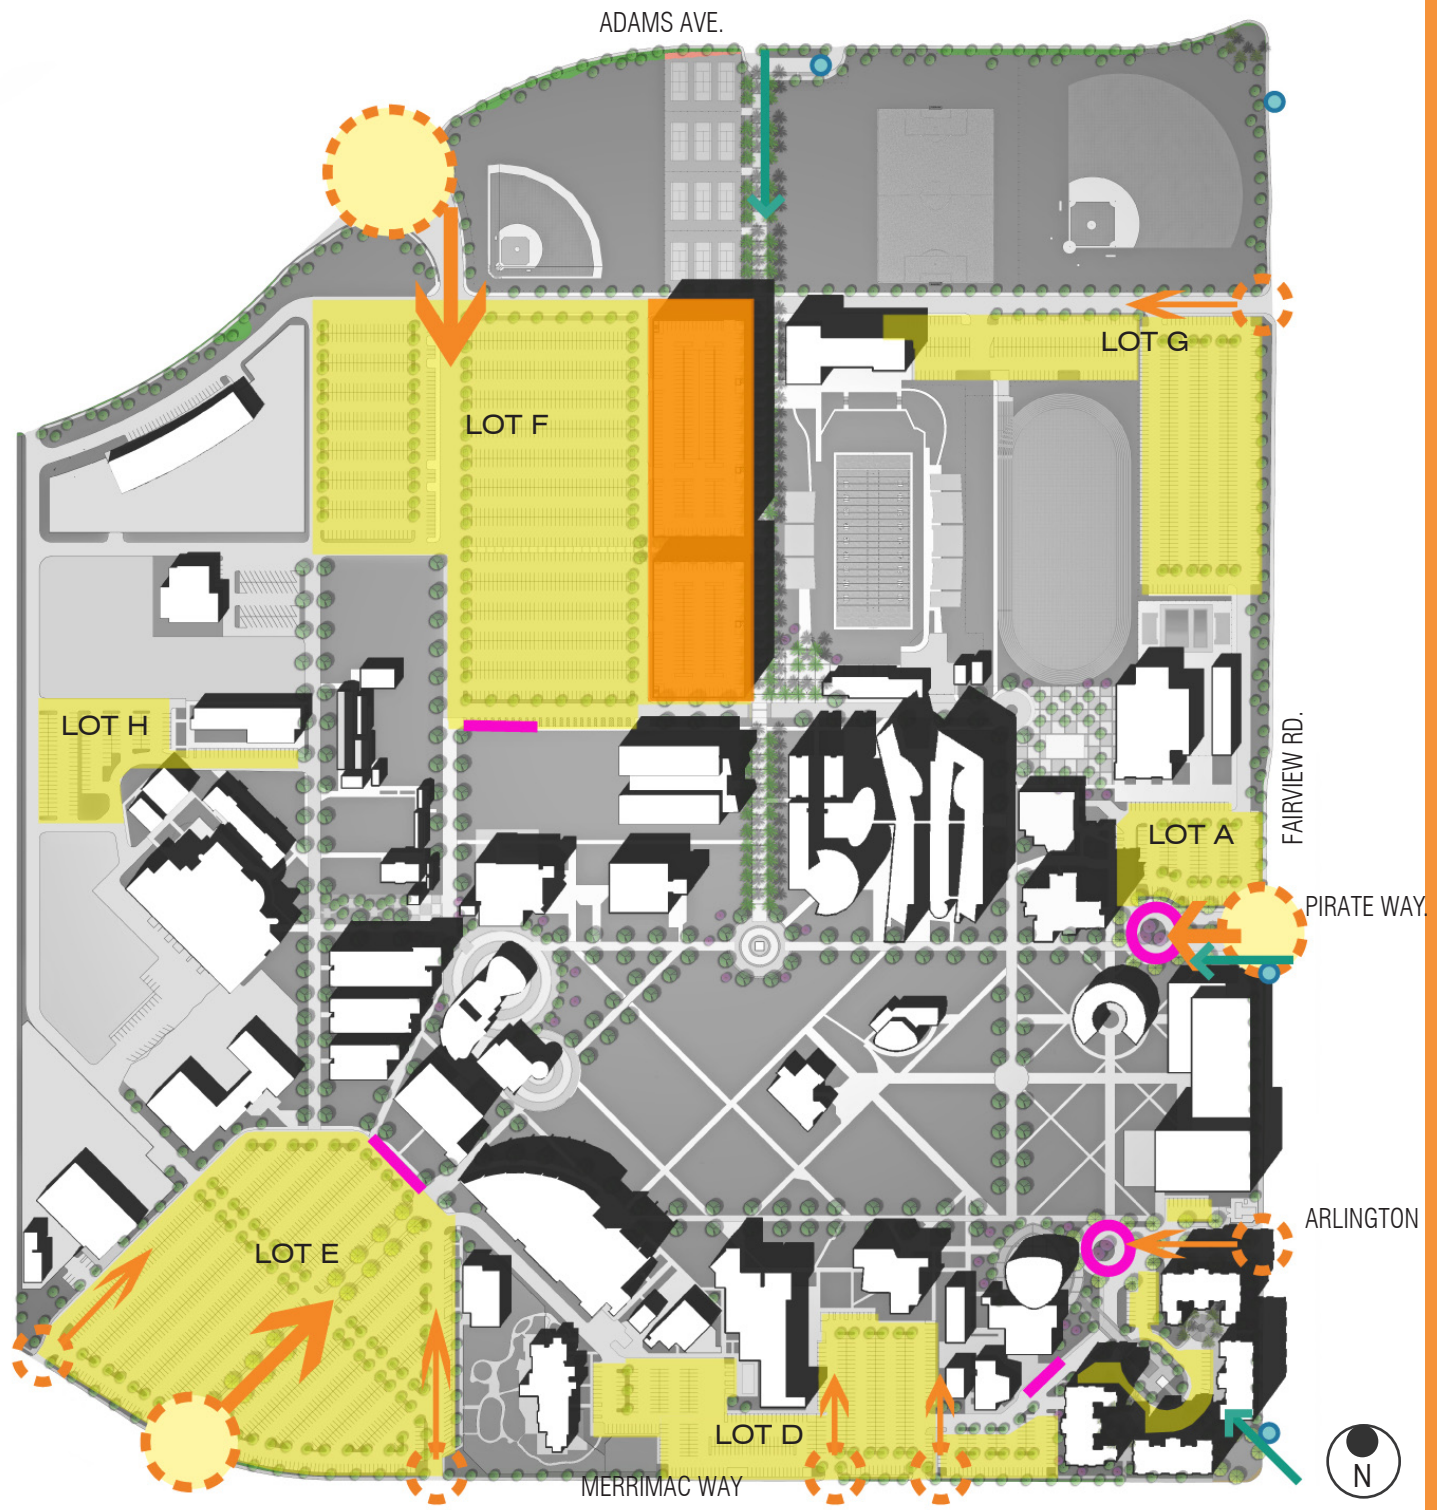 ADAMS AVE.
LOT G
LOT F
LOT H
FAIRVIEW RD.
LOT A
PIRATE WAY.
ARLINGTON
LOT E
LOT D
MERRIMAC WAY
N